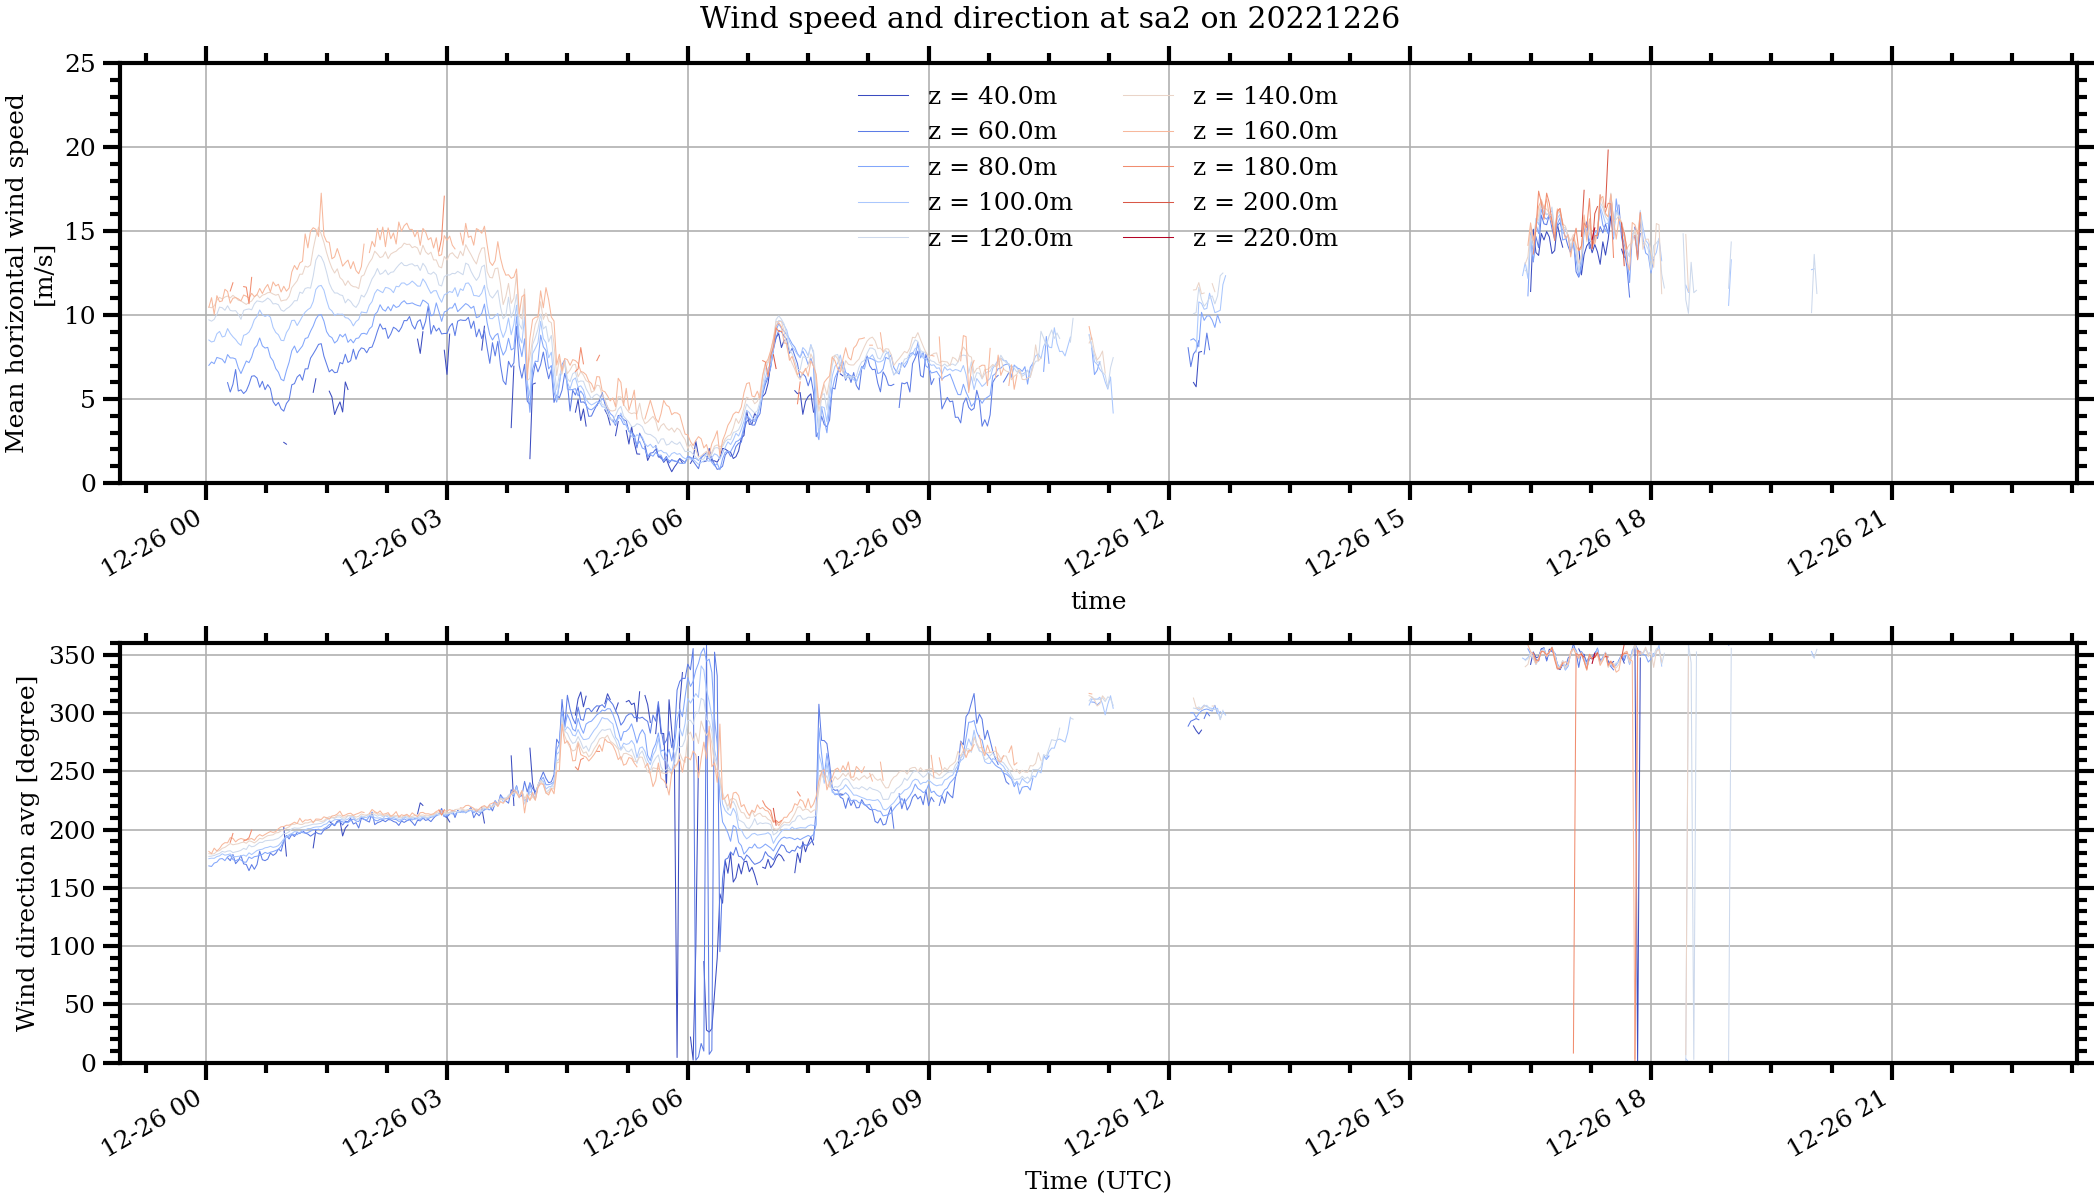 Wind speed and direction at sa2 on 20221226
Mean horizontal wind speed
[m/s]
25
20
15
10
5
0
z = 40.0m
z = 60.0m
z = 80.0m
z = 100.0m
z = 120.0m
z = 140.0m
z = 160.0m
z = 180.0m
z = 200.0m
z = 220.0m
12-26 00
12-26 03
12-26 06
12-26 09
12-26 12
12-26 15
12-26 18
12-26 21
time
Wind direction avg [degree]
350
300
250
200
150
100
50
0
12-26 00
12-26 03
12-26 06
12-26 09
12-26 12
12-26 15
12-26 18
12-26 21
Time (UTC)